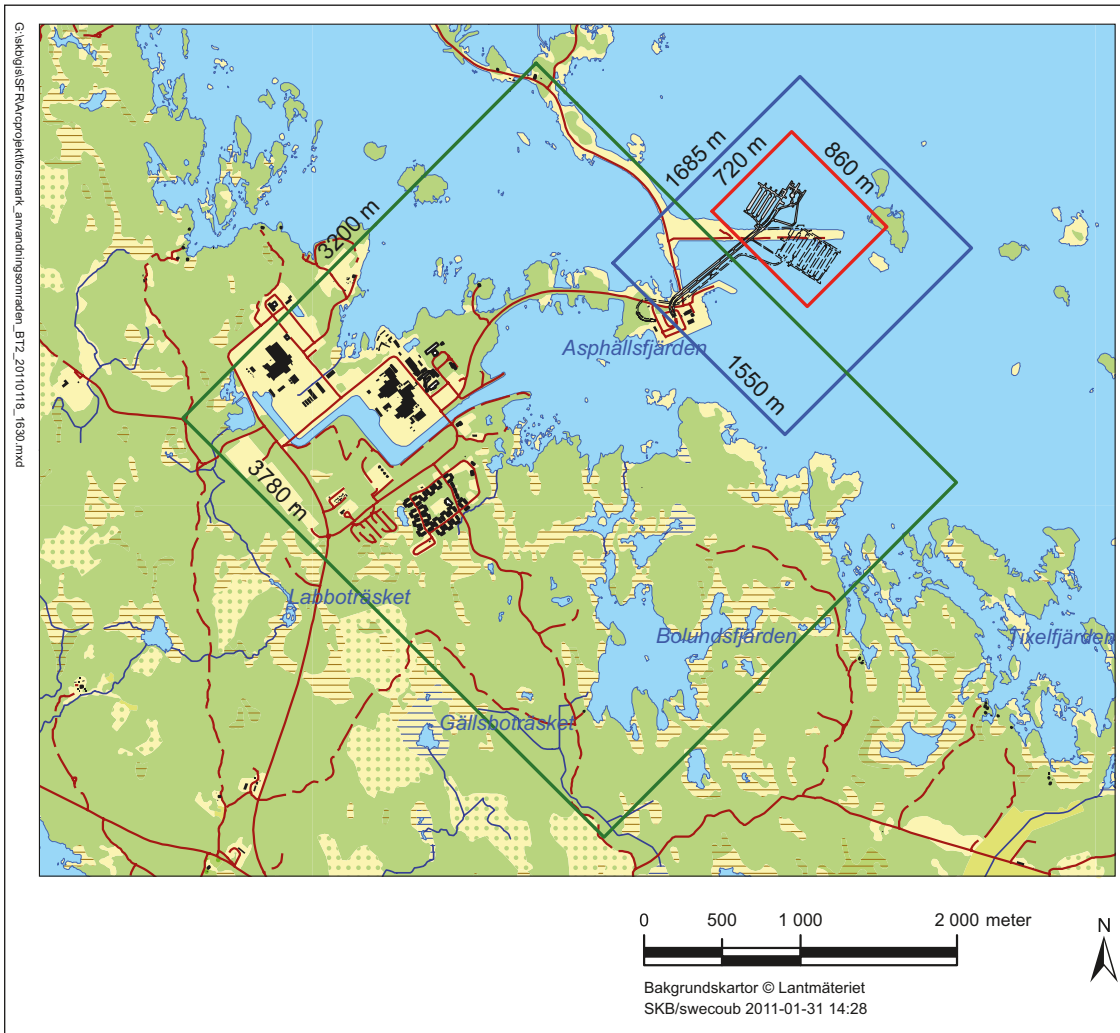 G:\skb\gis\SFR\Arcprojekt\forsmark_anvandningsomraden_BT2_20110118_1630.mxd
1685 m
720 m
860 m
3200 m
Asphällsfjärden
1550 m
3780 m
Labboträsket
Bolundsfjärden
Tixelfjärden
Gällsboträsket
0 500 1 000 2 000 meter
N
Bakgrundskartor © Lantmäteriet
SKB/swecoub 2011-01-31 14:28